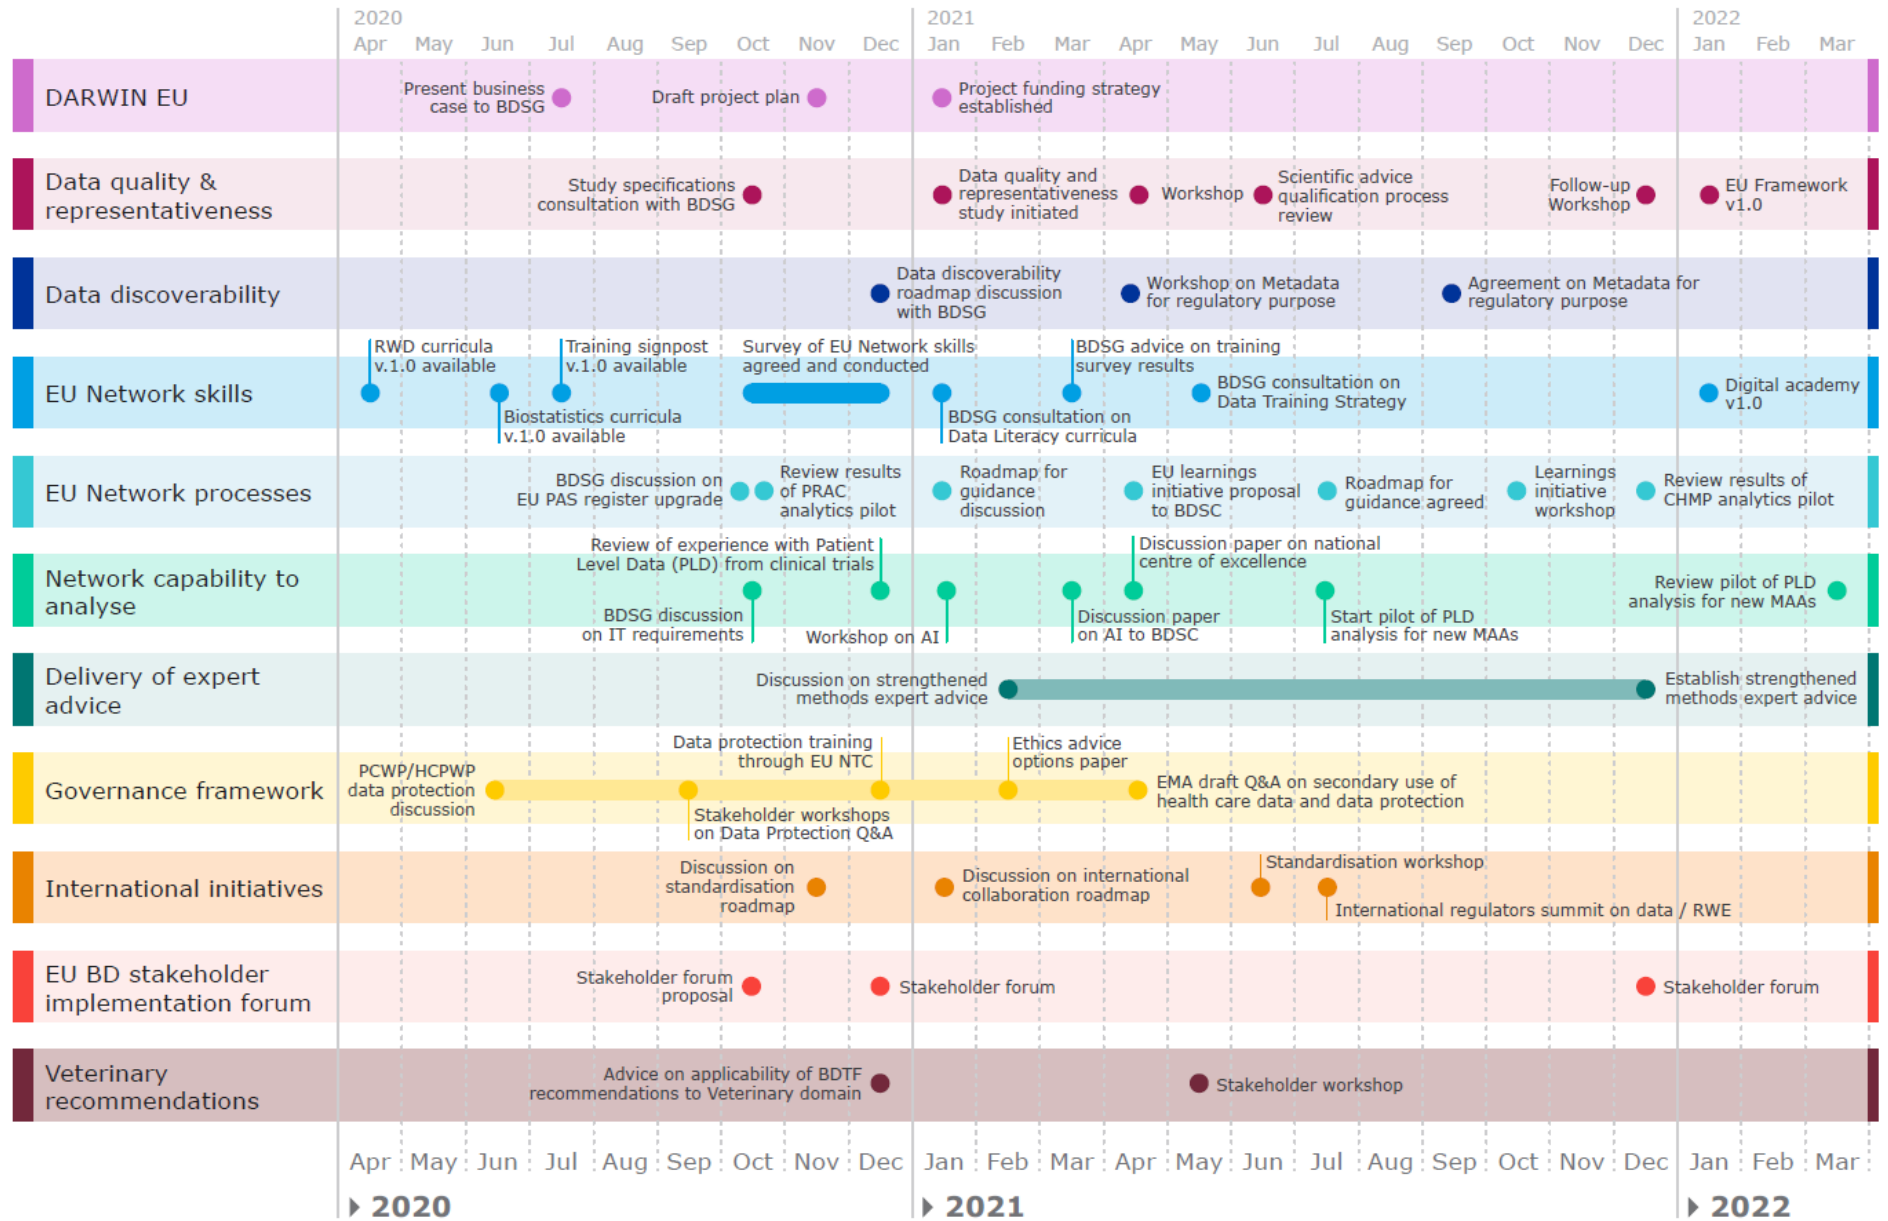 2020
2021
2022
Apr May Jun Jul Aug Sep Oct Nov Dec Jan Feb Mar Apr May Jun Jul Aug Sep Oct Nov Dec Jan Feb Mar
DARWIN EU
Present business
case to BDSG
Draft project plan
Project funding strategy
established
Data quality &
representativeness
Study specifications
consultation with BDSG
Data quality and
representativeness
study initiated
Workshop
Scientific advice
qualification process
review
Follow-up
Workshop
EU Framework
v1.0
Data discoverability
Data discoverability
roadmap discussion
with BDSG
Workshop on Metadata
for regulatory purpose
Agreement on Metadata for
regulatory purpose
EU Network skills
RWD curricula
v.1.0 available
Biostatistics curricula
v.1.0 available
Training signpost
v.1.0 available
Survey of EU Network skills
agreed and conducted
BDSG consultation on
Data Literacy curricula
BDSG advice on training
survey results
BDSG consultation on
Data Training Strategy
Digital academy
v1.0
EU Network processes
BDSG discussion on
EU PAS register upgrade
Review results
of PRAC
analytics pilot
Roadmap for
guidance
discussion
EU learnings
initiative proposal
to BDSC
Roadmap for
guidance agreed
Learnings
initiative
workshop
Review results of
CHMP analytics pilot
Network capability to
analyse
Review of experience with Patient
Level Data (PLD) from clinical trials
BDSG discussion
on IT requirements
Workshop on AI
Discussion paper
on AI to BDSC
Discussion paper on national
centre of excellence
Start pilot of PLD
analysis for new MAAs
Review pilot of PLD
analysis for new MAAs
Delivery of expert
advice
Discussion on strengthened
methods expert advice
Establish strengthened
methods expert advice
Governance framework
PCWP/HCPWP
data protection
discussion
Stakeholder workshops
on Data Protection Q&A
Data protection training
through EU NTC
Ethics advice
options paper
EMA draft Q&A on secondary use of
health care data and data protection
International initiatives
Discussion on
standardisation
roadmap
Discussion on international
collaboration roadmap
Standardisation workshop
International regulators summit on data / RWE
EU BD stakeholder
implementation forum
Stakeholder forum
proposal
Stakeholder forum
Stakeholder forum
Veterinary
recommendations
Advice on applicability of BDTF
recommendations to Veterinary domain
Stakeholder workshop
Apr May Jun Jul Aug Sep Oct Nov Dec Jan Feb Mar Apr May Jun Jul Aug Sep Oct Nov Dec Jan Feb Mar
2020
2021
2022